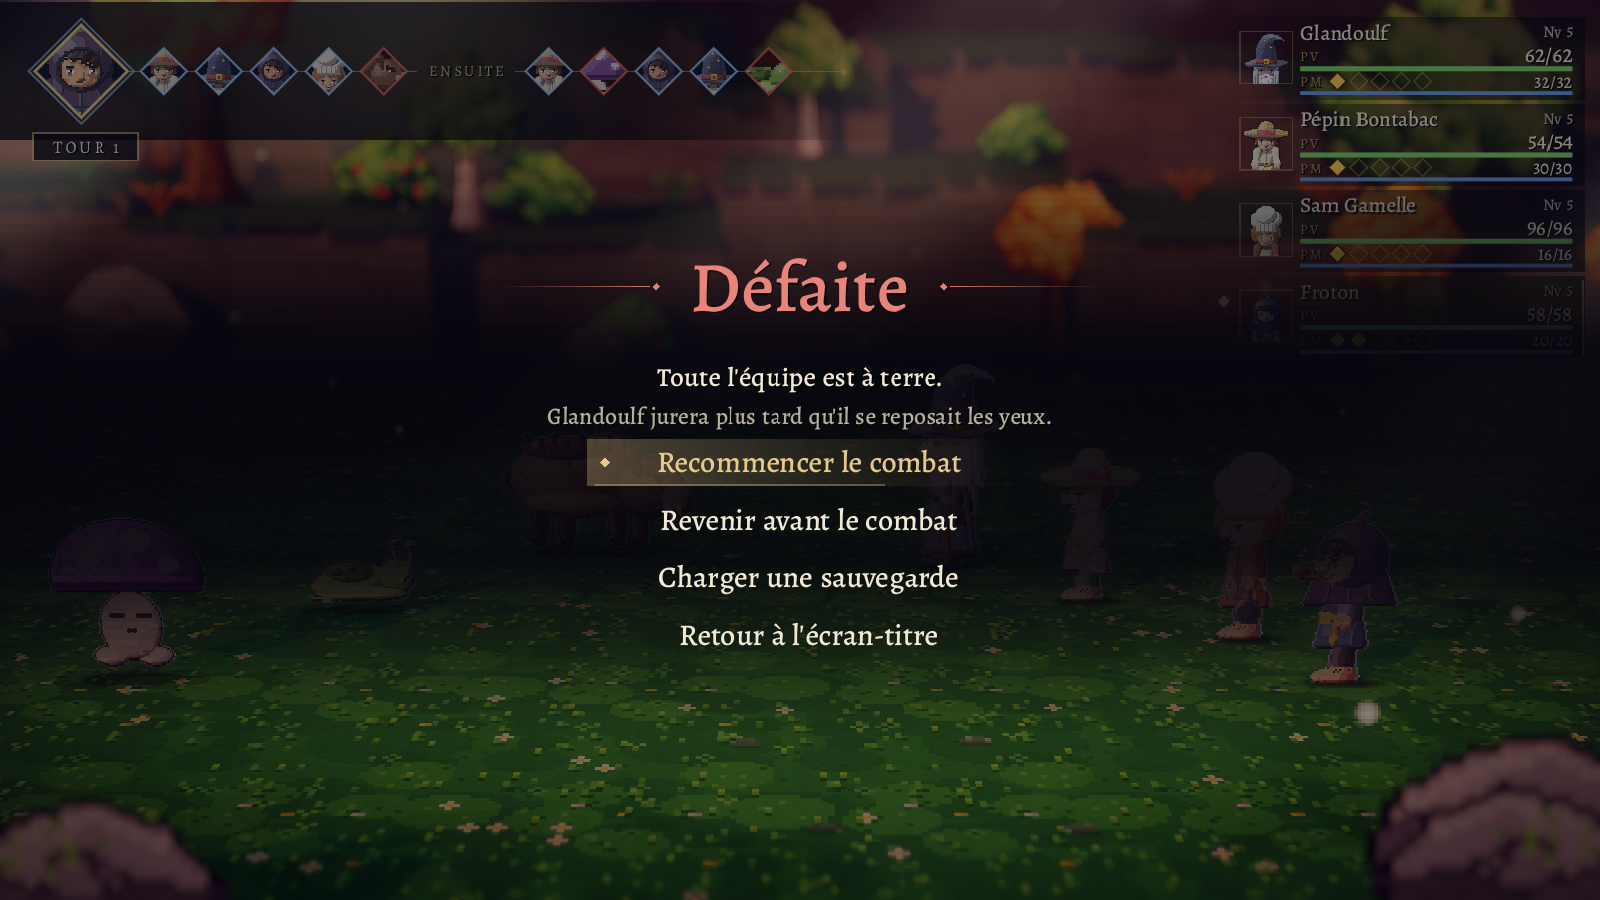 ENSUITE
TOUR 1
Glandoulf Nv 5
PV 62/62
PM 32/32
Pépin Bontabac Nv 5
PV 54/54
PM 30/30
Sam Gamelle Nv 5
PV 96/96
PM 16/16
Froton Nv 5
PV 58/58
PM 20/20
Défaite
Toute l'équipe est à terre.
Glandoulf jurera plus tard qu'il se reposait les yeux.
Recommencer le combat
Revenir avant le combat
Charger une sauvegarde
Retour à l'écran-titre